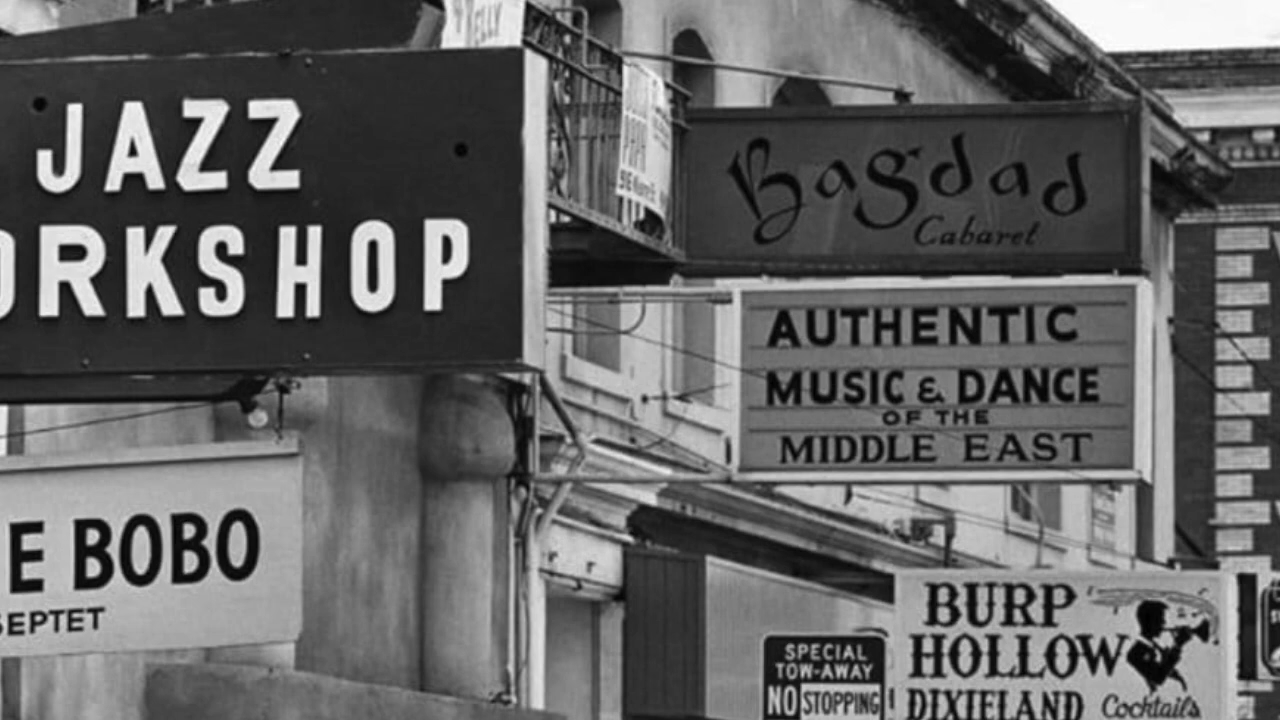 JAZZ
ORKSHOP
E BOBO
SEPTET
Bagdad
Cabaret
AUTHENTIC
MUSIC & DANCE
OF THE
MIDDLE EAST
SPECIAL
TOW-AWAY
NO STOPPING
BURP
HOLLOW
DIXIELAND
Cocktails